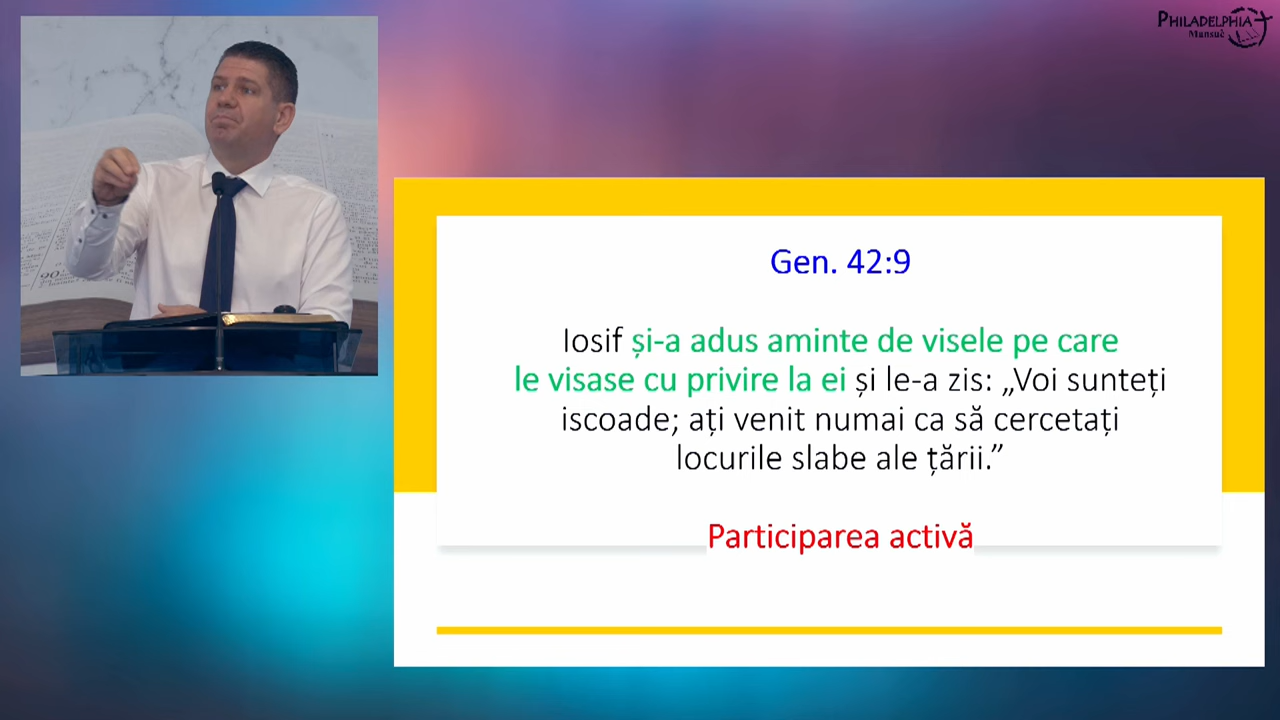 PHILADELPHIA
Mansuè
Gen. 42:9
Iosif și-a adus aminte de visele pe care
le visase cu privire la ei și le-a zis: „Voi sunteți
iscoade; ați venit numai ca să cercetați
locurile slabe ale țării.”
Participarea activă